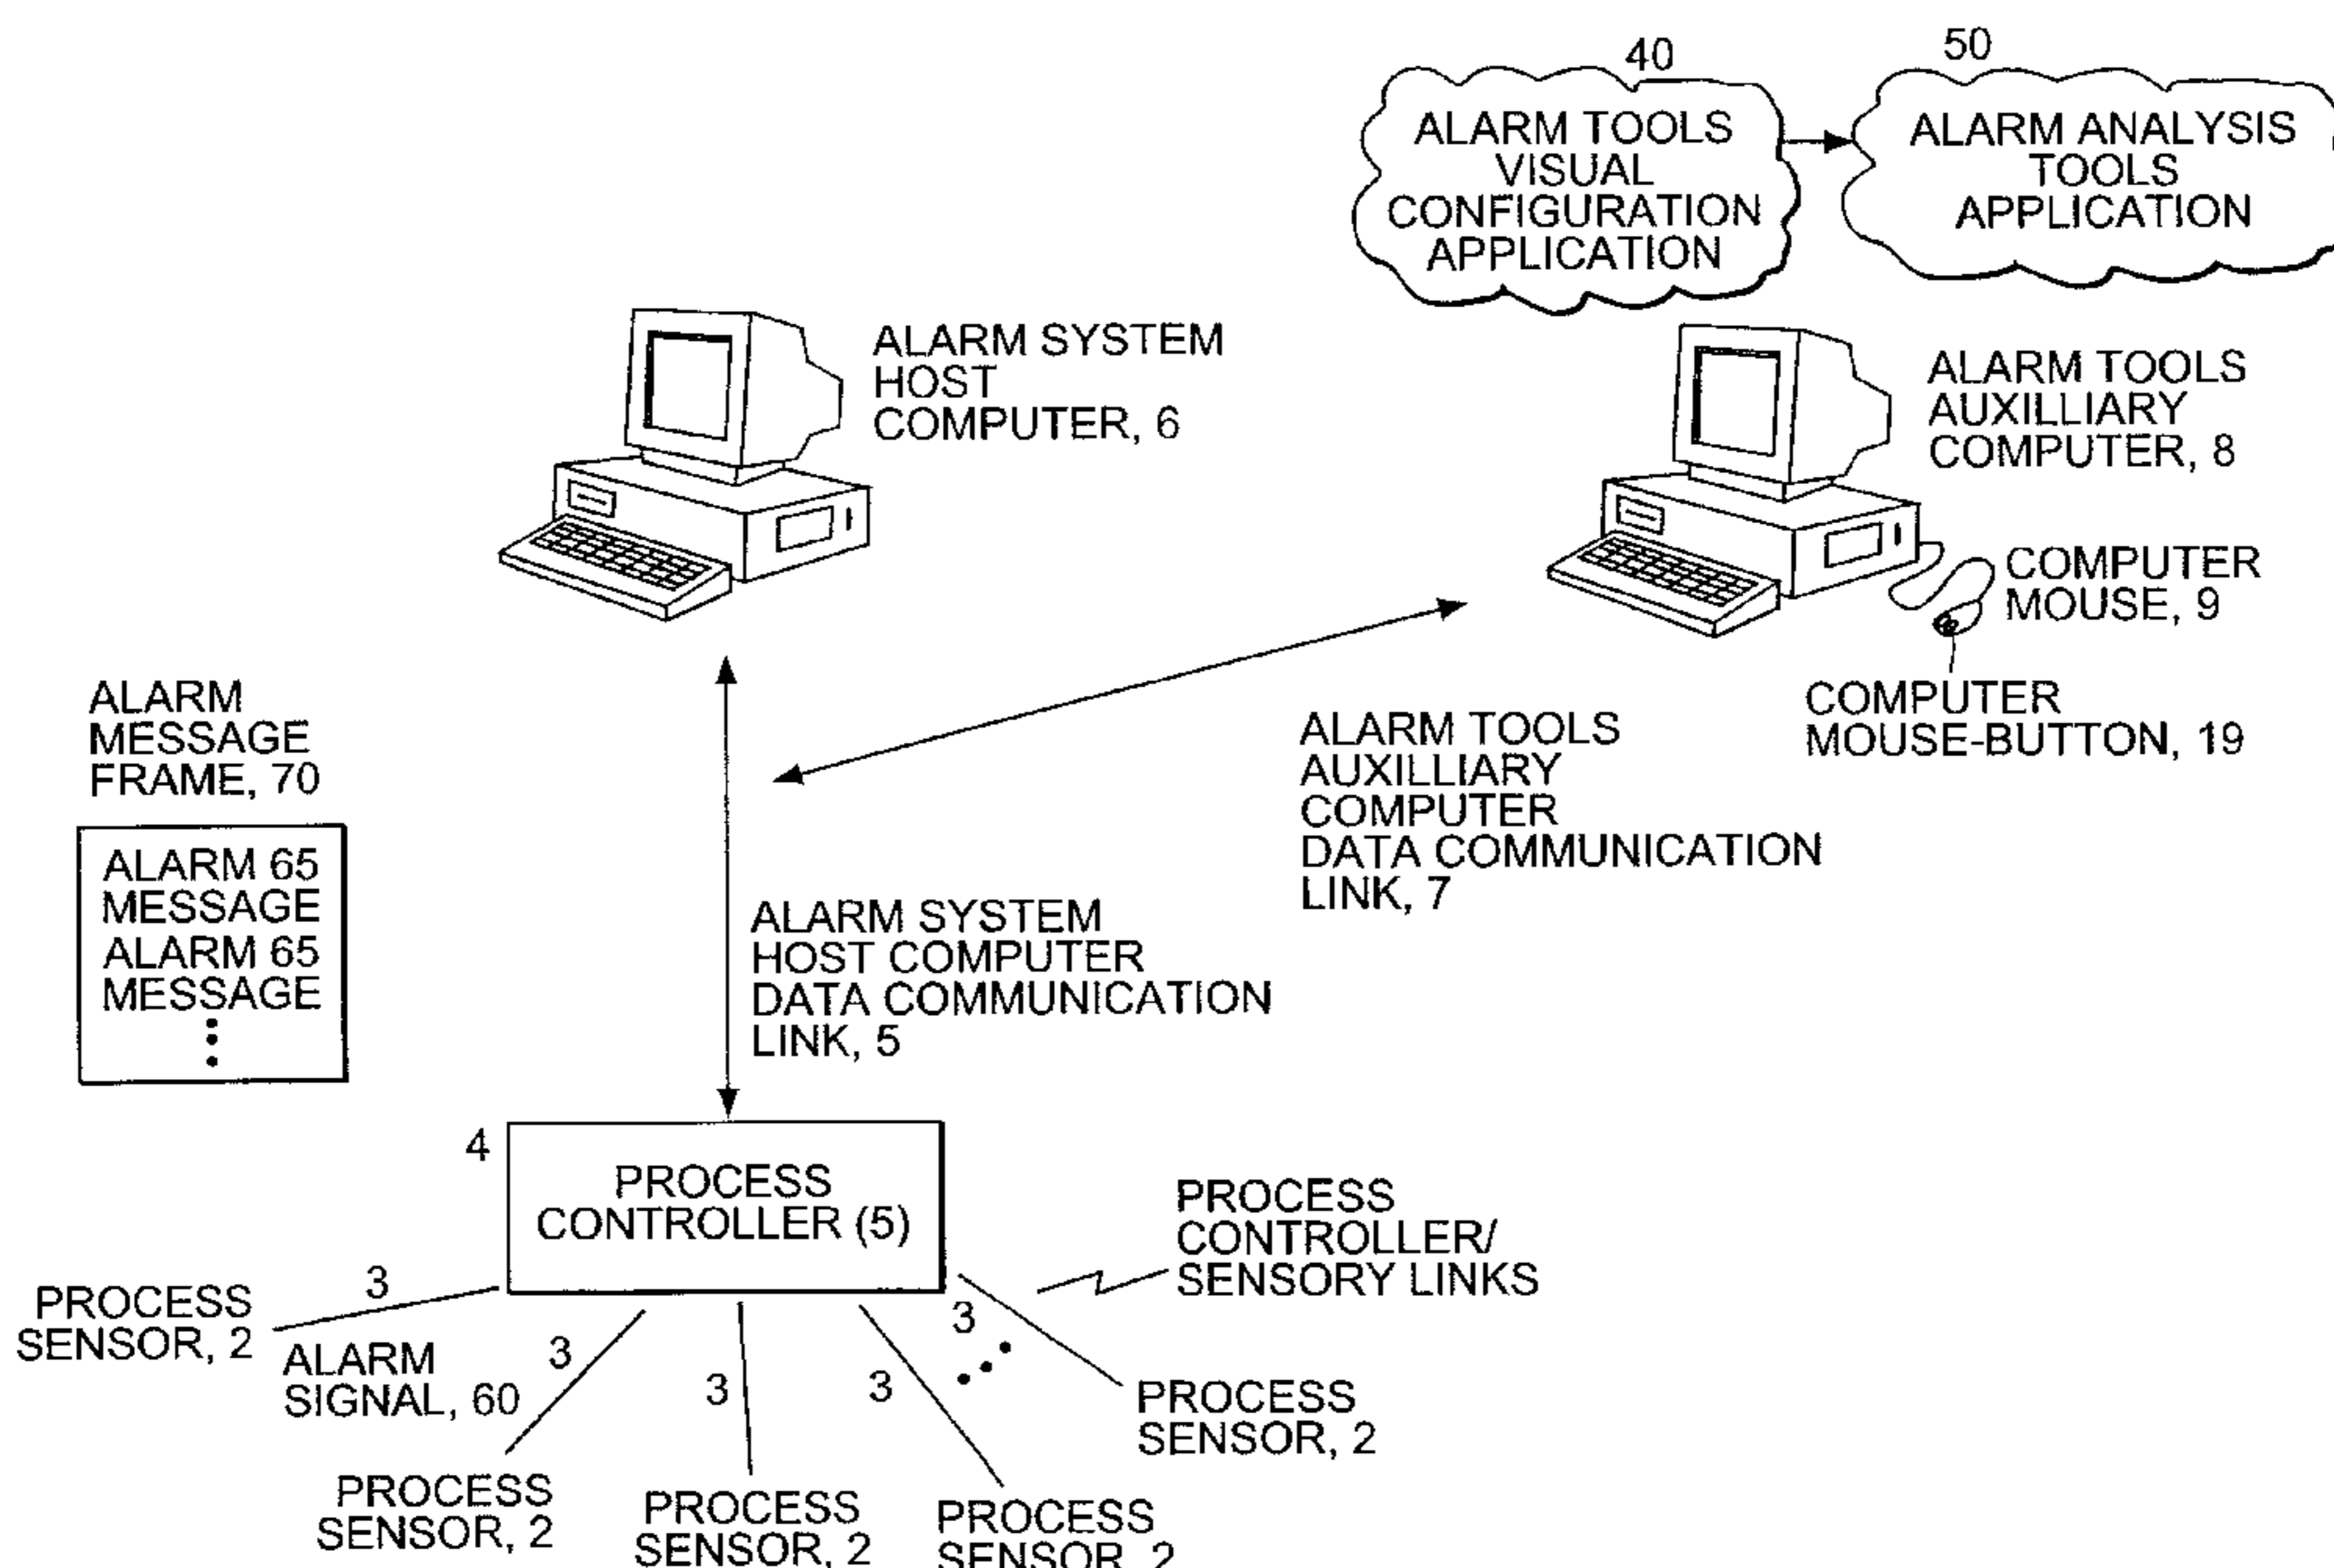 40
50
ALARM TOOLS
VISUAL
CONFIGURATION
APPLICATION
ALARM ANALYSIS
TOOLS
APPLICATION
ALARM SYSTEM
HOST
COMPUTER, 6
ALARM TOOLS
AUXILLIARY
COMPUTER, 8
COMPUTER
MOUSE, 9
COMPUTER
MOUSE-BUTTON, 19
ALARM
MESSAGE
FRAME, 70
ALARM TOOLS
AUXILLIARY
COMPUTER
DATA COMMUNICATION
LINK, 7
ALARM 65
MESSAGE
ALARM 65
MESSAGE
ALARM SYSTEM
HOST COMPUTER
DATA COMMUNICATION
LINK, 5
4
PROCESS
CONTROLLER (5)
PROCESS
CONTROLLER/
SENSORY LINKS
PROCESS
SENSOR, 2
3
ALARM
SIGNAL, 60
3
3
3
3
PROCESS
SENSOR, 2
PROCESS
SENSOR, 2
PROCESS
SENSOR, 2
PROCESS
SENSOR, 2